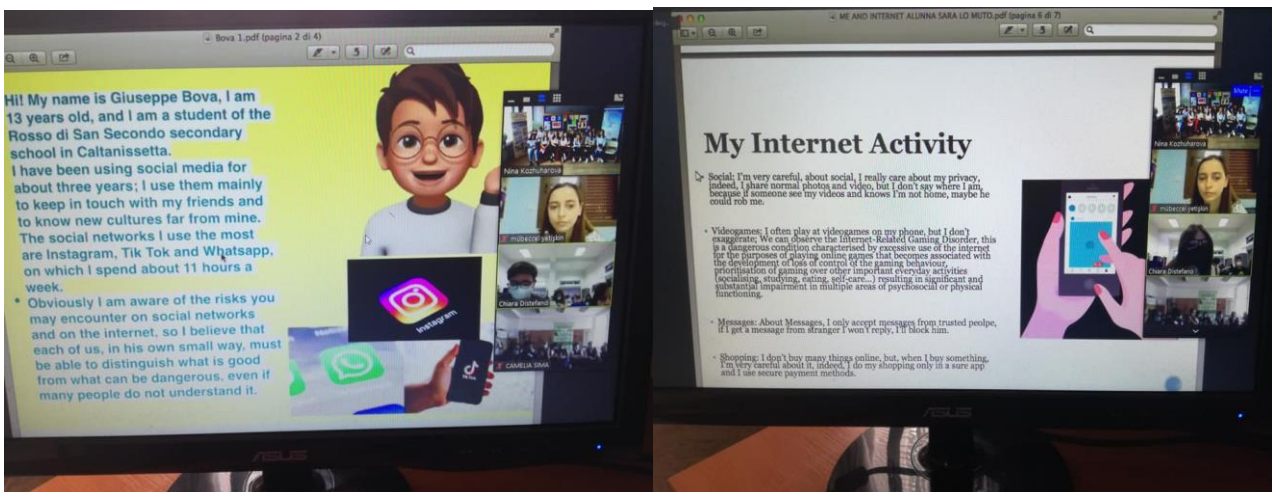 Bova 1.pdf (pagina 2 di 4)
Hi! My name is Giuseppe Bova, I am
13 years old, and I am a student of the
Rosso di San Secondo secondary
school in Caltanissetta.
I have been using social media for
about three years; I use them mainly
to keep in touch with my friends and
to know new cultures far from mine.
The social networks I use the most
are Instagram, Tik Tok and Whatsapp,
on which I spend about 11 hours a
week.
• Obviously I am aware of the risks you
may encounter on social networks
and on the internet, so I believe that
each of us, in his own small way, must
be able to distinguish what is good
from what can be dangerous, even if
many people do not understand it.
Instagram
TikTok
Nina Kozhuharova
mübeccel yetişkin
Chiara Distefano
CAMELIA SIMA
ASUS
ME AND INTERNET ALUNNA SARA LO MUTO.pdf (pagina 6 di 7)
My Internet Activity
Social: I'm very careful, about social, I really care about my privacy,
indeed, I share normal photos and video, but I don't say where I am,
because if someone see my videos and knows I'm not home, maybe he
could rob me.
• Videogames: I often play at videogames on my phone, but I don't
exaggerate; We can observe the Internet-Related Gaming Disorder, this
is a dangerous condition characterised by excessive use of the internet
for the purposes of playing online games that becomes associated with
the development of loss of control of the gaming behaviour,
prioritisation of gaming over other important everyday activities
(socialising, studying, eating, self-care...) resulting in significant and
substantial impairment in multiple areas of psychosocial or physical
functioning.
• Messages: About Messages, I only accept messages from trusted peolpe,
if I get a message from stranger I won't reply, I'll block him.
• Shopping: I don't buy many things online, but, when I buy something,
I'm very careful about it, indeed, I do my shopping only in a sure app
and I use secure payment methods.
Mute
Nina Kozhuharova
mübeccel yetişkin
Chiara Distefano
ASUS